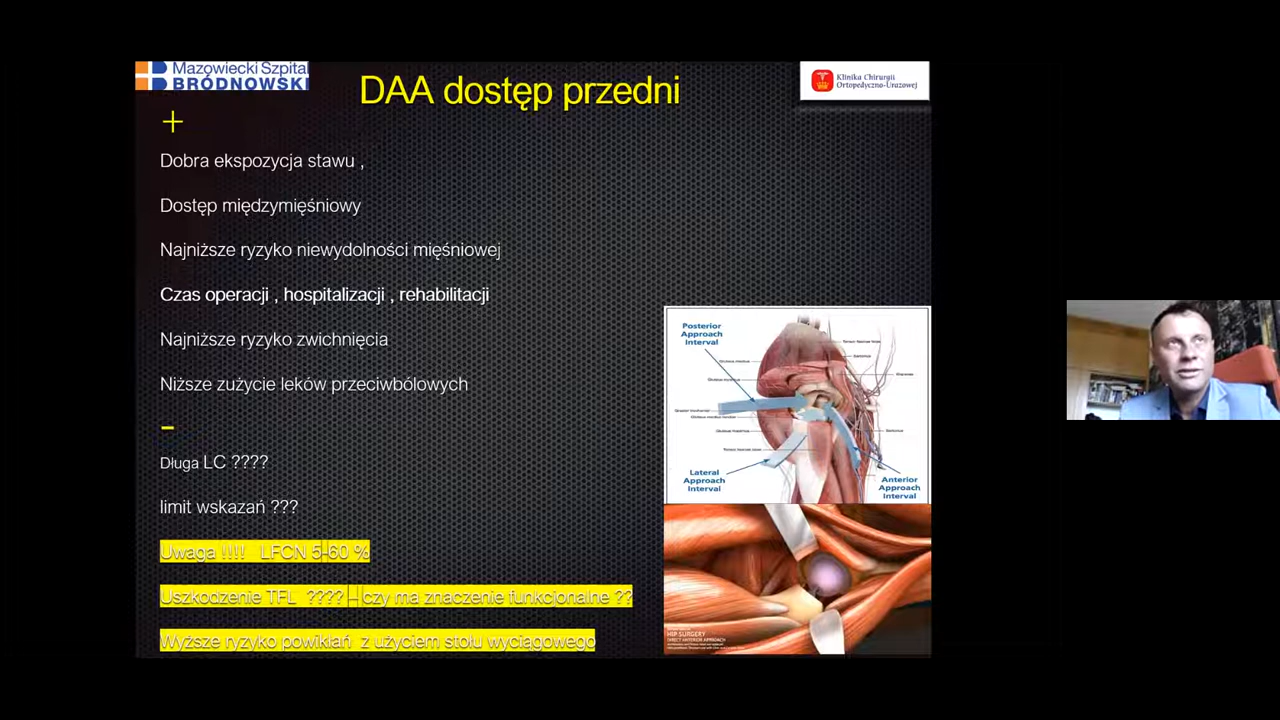 Mazowiecki Szpital
BRÓDNOWSKI
DAA dostęp przedni
Klinika Chirurgii
Ortopedyczno-Urazowej
+
Dobra ekspozycja stawu ,
Dostęp międzymięśniowy
Najniższe ryzyko niewydolności mięśniowej
Czas operacji , hospitalizacji , rehabilitacji
Najniższe ryzyko zwichnięcia
Niższe zużycie leków przeciwbólowych
-
Długa LC ????
limit wskazań ???
Uwaga !!!! LFCN 5-60 %
Uszkodzenie TFL ???? – czy ma znaczenie funkcjonalne ??
Wyższe ryzyko powikłań z użyciem stołu wyciągowego
Posterior
Approach
Interval
Lateral
Approach
Interval
Anterior
Approach
Interval
HIP SURGERY
DIRECT ANTERIOR APPROACH